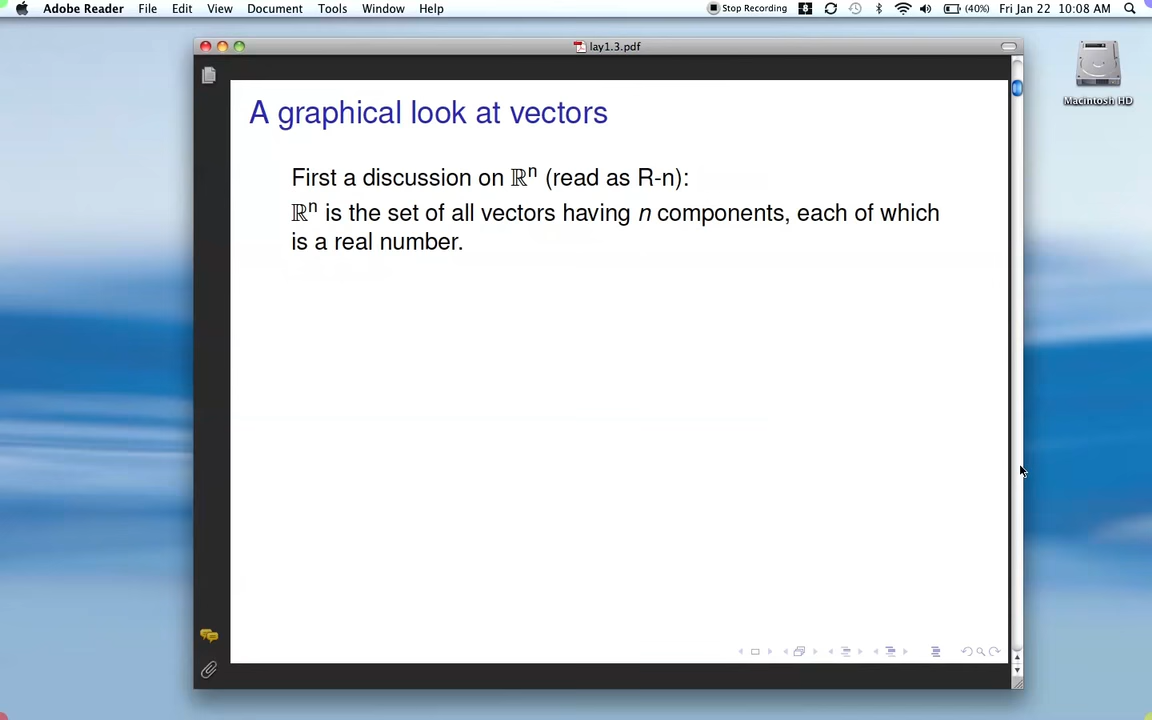 Adobe Reader File Edit View Document Tools Window Help Stop Recording (40%) Fri Jan 22 10:08 AM
lay1.3.pdf
Macintosh HD
A graphical look at vectors
First a discussion on ℝⁿ (read as R-n):
ℝⁿ is the set of all vectors having n components, each of which
is a real number.